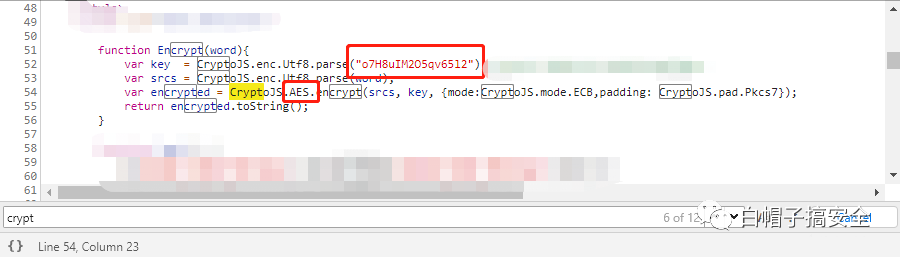 48
49
50
51 function Encrypt(word){
52 var key = CryptoJS.enc.Utf8.parse("o7H8uIM2O5qv65l2")
53 var srcs = CryptoJS.enc.Utf8.parse(word);
54 var encrypted = CryptoJS.AES.encrypt(srcs, key, {mode:CryptoJS.mode.ECB,padding: CryptoJS.pad.Pkcs7});
55 return encrypted.toString();
56 }
57
58
59
60
61
crypt 6 of 12
白帽子搞安全
{} Line 54, Column 23